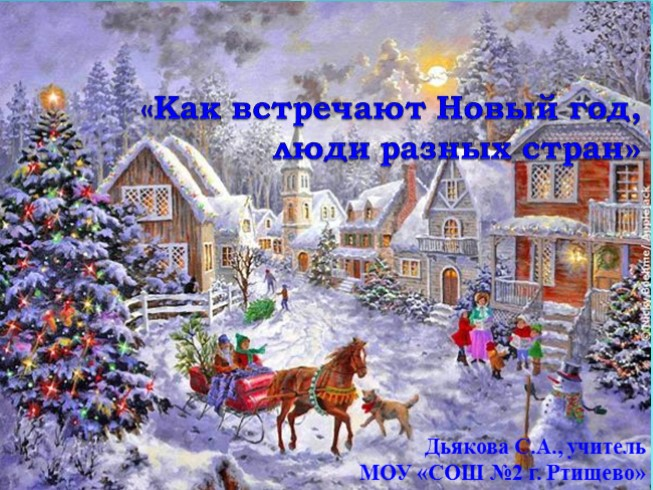 «Как встречают Новый год,
люди разных стран»
Дьякова С.А., учитель
МОУ «СОШ №2 г. Ртищево»